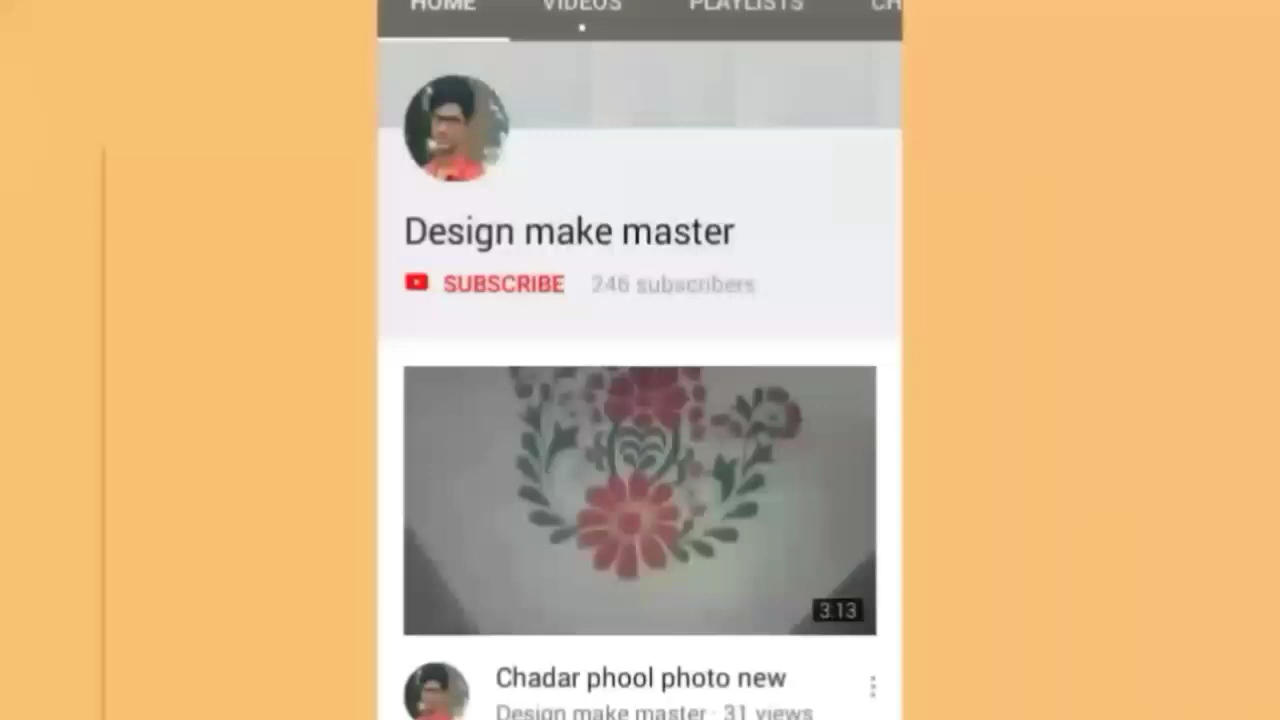 HOME VIDEOS PLAYLISTS CH
Design make master
SUBSCRIBE 246 subscribers
3:13
Chadar phool photo new
Design make master · 31 views